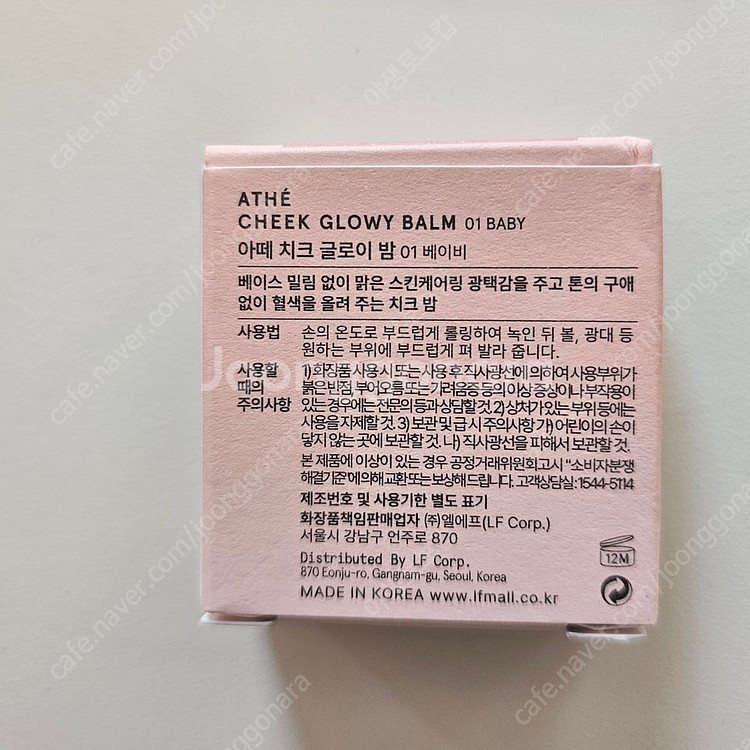 ATHÉ
CHEEK GLOWY BALM 01 BABY
아떼 치크 글로이 밤 01 베이비
베이스 밀림 없이 맑은 스킨케어링 광택감을 주고 톤의 구애
없이 혈색을 올려 주는 치크 밤
사용법 손의 온도로 부드럽게 롤링하여 녹인 뒤 볼, 광대 등
원하는 부위에 부드럽게 펴 발라 줍니다.
사용할 1) 화장품 사용 시 또는 사용 후 직사광선에 의하여 사용부위가
때의 붉은 반점, 부어오름 또는 가려움증 등의 이상 증상이나 부작용이
주의사항 있는 경우에는 전문의 등과 상담할 것. 2) 상처가 있는 부위 등에는
사용을 자제할 것. 3) 보관 및 급 시 주의사항 가) 어린이의 손이
닿지 않는 곳에 보관할 것. 나) 직사광선을 피해서 보관할 것.
본 제품에 이상이 있는 경우 공정거래위원회고시 "소비자분쟁
해결기준"에 의해 교환 또는 보상해 드립니다. 고객상담실 : 1544-5114
제조번호 및 사용기한 별도 표기
화장품책임판매업자 ㈜엘에프(LF Corp.)
서울시 강남구 언주로 870
Distributed By LF Corp.
870 Eonju-ro, Gangnam-gu, Seoul, Korea
MADE IN KOREA www.lfmall.co.kr
12M
cafe.naver.com/joonggonara
야생로보캅